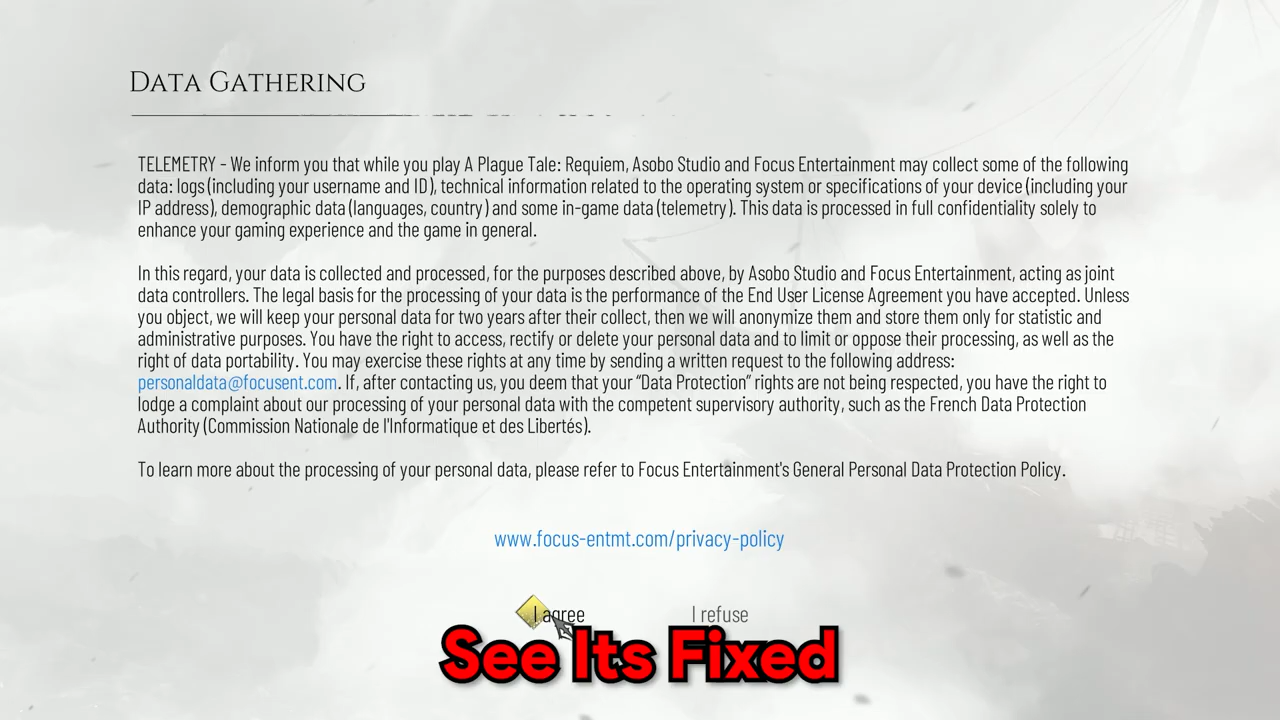 DATA GATHERING
TELEMETRY - We inform you that while you play A Plague Tale: Requiem, Asobo Studio and Focus Entertainment may collect some of the following
data: logs (including your username and ID), technical information related to the operating system or specifications of your device (including your
IP address), demographic data (languages, country) and some in-game data (telemetry). This data is processed in full confidentiality solely to
enhance your gaming experience and the game in general.
In this regard, your data is collected and processed, for the purposes described above, by Asobo Studio and Focus Entertainment, acting as joint
data controllers. The legal basis for the processing of your data is the performance of the End User License Agreement you have accepted. Unless
you object, we will keep your personal data for two years after their collect, then we will anonymize them and store them only for statistic and
administrative purposes. You have the right to access, rectify or delete your personal data and to limit or oppose their processing, as well as the
right of data portability. You may exercise these rights at any time by sending a written request to the following address:
personaldata@focusent.com. If, after contacting us, you deem that your “Data Protection” rights are not being respected, you have the right to
lodge a complaint about our processing of your personal data with the competent supervisory authority, such as the French Data Protection
Authority (Commission Nationale de l'Informatique et des Libertés).
To learn more about the processing of your personal data, please refer to Focus Entertainment's General Personal Data Protection Policy.
www.focus-entmt.com/privacy-policy
I agree I refuse
See Its Fixed